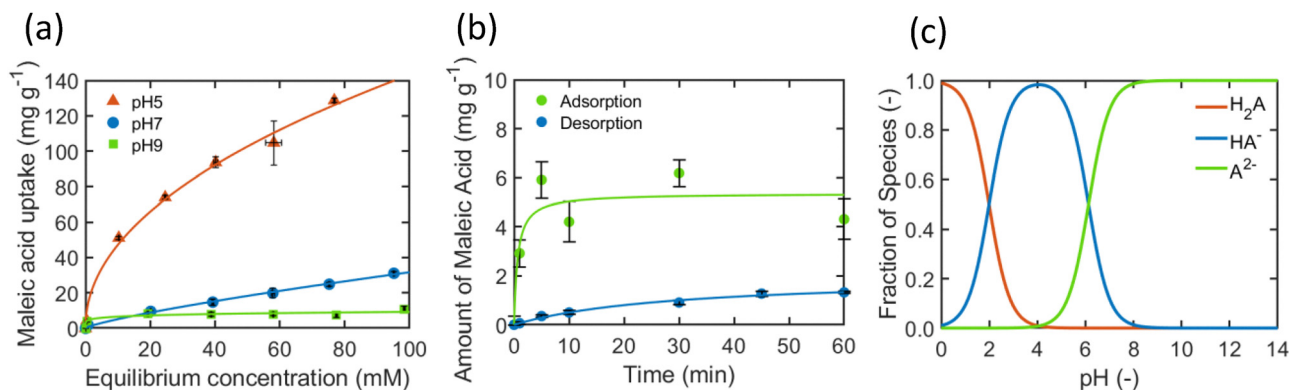 (a)
Maleic acid uptake (mg g⁻¹)
140
120
100
80
60
40
20
0
pH5
pH7
pH9
0 20 40 60 80 100
Equilibrium concentration (mM)
(b)
Amount of Maleic Acid (mg g⁻¹)
10
8
6
4
2
0
Adsorption
Desorption
0 10 20 30 40 50 60
Time (min)
(c)
Fraction of Species (-)
1.0
0.8
0.6
0.4
0.2
0.0
H₂A
HA⁻
A²⁻
0 2 4 6 8 10 12 14
pH (-)